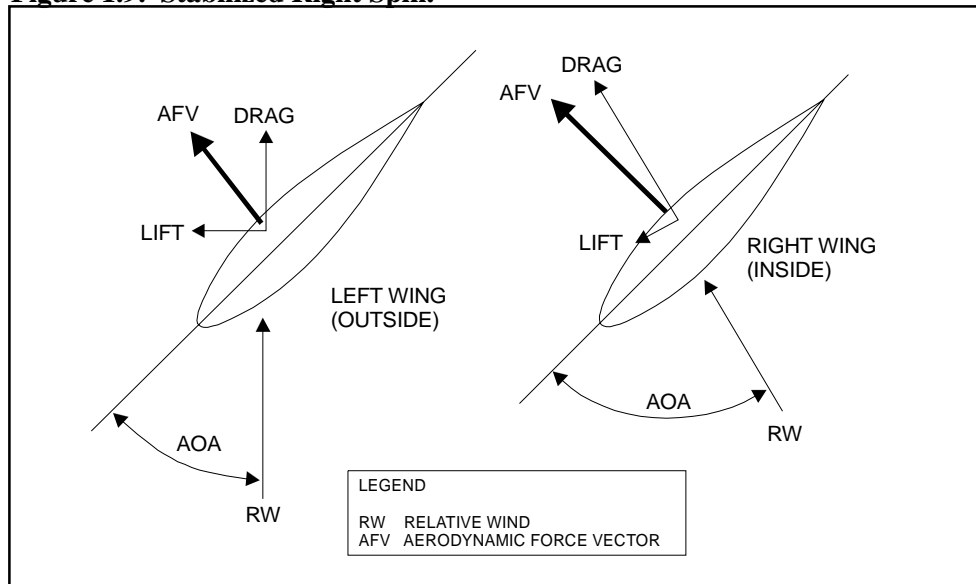 Figure 1.9. Stabilized Right Spin.
AFV
DRAG
LIFT
LEFT WING
(OUTSIDE)
AOA
RW
DRAG
AFV
LIFT
RIGHT WING
(INSIDE)
AOA
RW
LEGEND
RW RELATIVE WIND
AFV AERODYNAMIC FORCE VECTOR